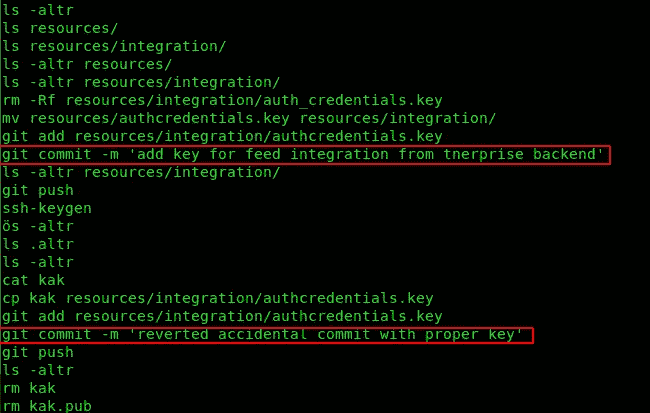 ls -altr
ls resources/
ls resources/integration/
ls -altr resources/
ls -altr resources/integration/
rm -Rf resources/integration/auth_credentials.key
mv resources/authcredentials.key resources/integration/
git add resources/integration/authcredentials.key
git commit -m 'add key for feed integration from tnerprise backend'
ls -altr resources/integration/
git push
ssh-keygen
ös -altr
ls .altr
ls -altr
cat kak
cp kak resources/integration/authcredentials.key
git add resources/integration/authcredentials.key
git commit -m 'reverted accidental commit with proper key'
git push
ls -altr
rm kak
rm kak.pub